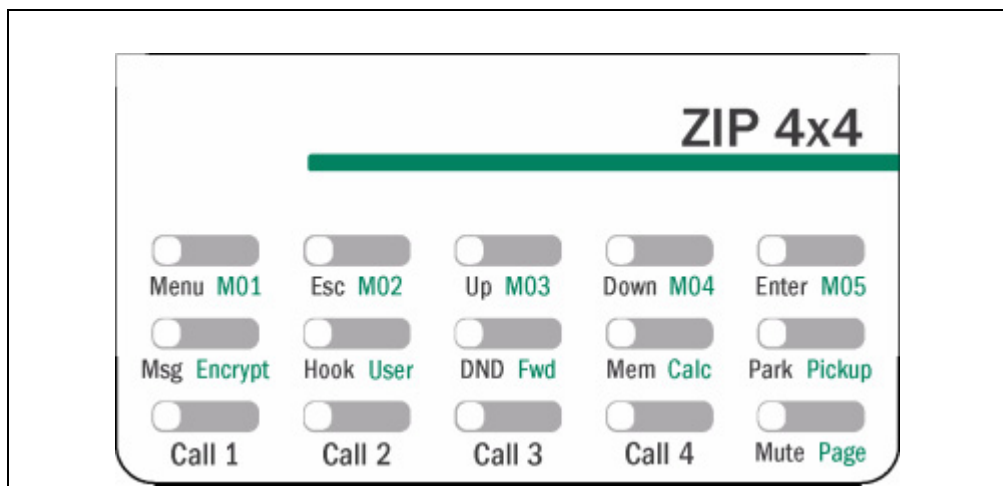 ZIP 4x4
Menu M01 Esc M02 Up M03 Down M04 Enter M05
Msg Encrypt Hook User DND Fwd Mem Calc Park Pickup
Call 1 Call 2 Call 3 Call 4 Mute Page